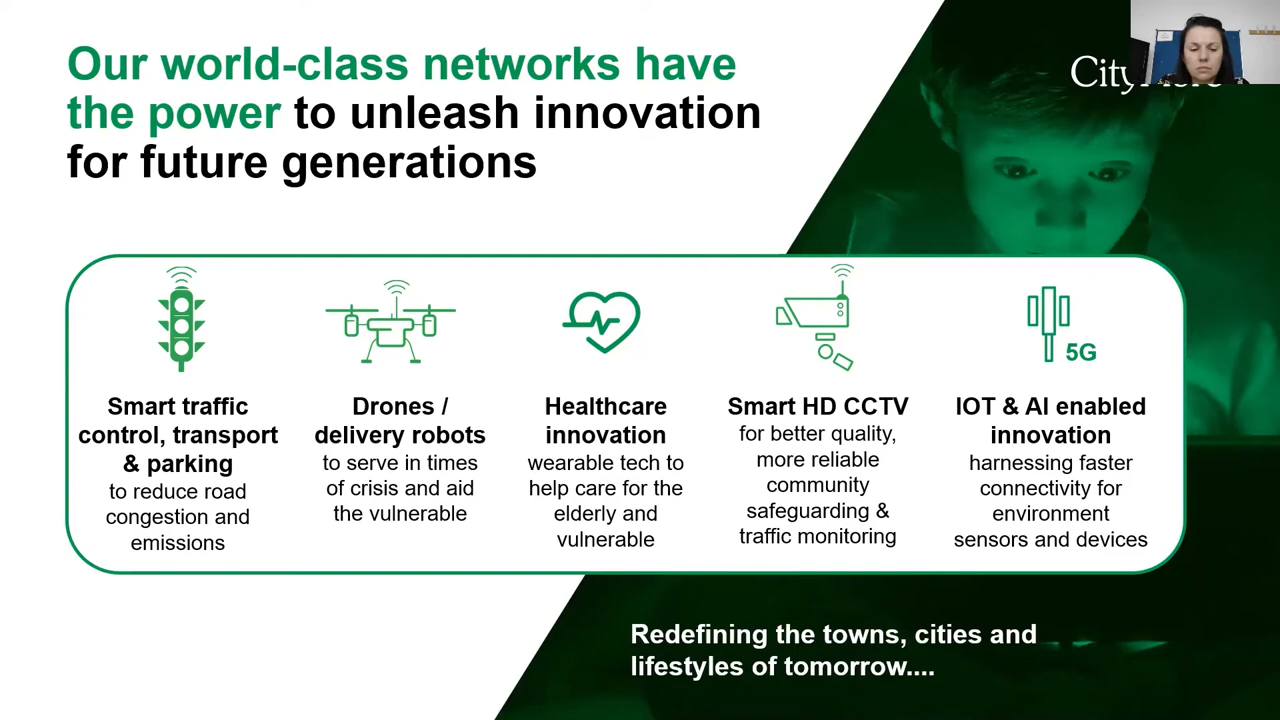 Our world-class networks have
the power to unleash innovation
for future generations
Smart traffic
control, transport
& parking
to reduce road
congestion and
emissions
Drones /
delivery robots
to serve in times
of crisis and aid
the vulnerable
Healthcare
innovation
wearable tech to
help care for the
elderly and
vulnerable
Smart HD CCTV
for better quality,
more reliable
community
safeguarding &
traffic monitoring
5G
IOT & AI enabled
innovation
harnessing faster
connectivity for
environment
sensors and devices
Redefining the towns, cities and
lifestyles of tomorrow....